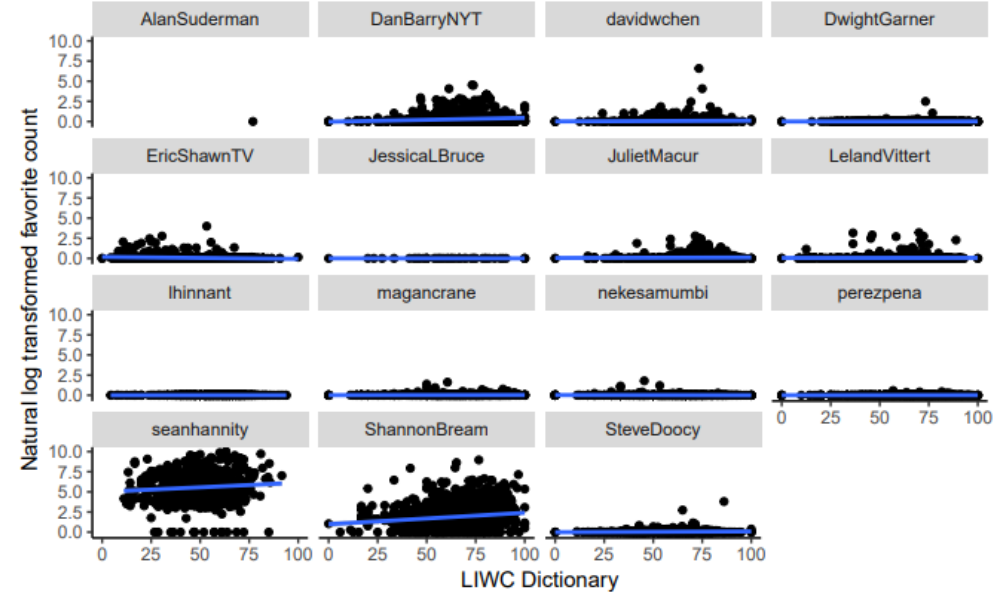 AlanSuderman DanBarryNYT davidwchen DwightGarner
10.0
7.5
5.0
2.5
0.0
EricShawnTV JessicaLBruce JulietMacur LelandVittert
10.0
7.5
5.0
2.5
0.0
lhinnant magancrane nekesamumbi perezpena
10.0
7.5
5.0
2.5
0.0
0 25 50 75 100
seanhannity ShannonBream SteveDoocy
10.0
7.5
5.0
2.5
0.0
0 25 50 75 100 0 25 50 75 100 0 25 50 75 100
LIWC Dictionary
Natural log transformed favorite count